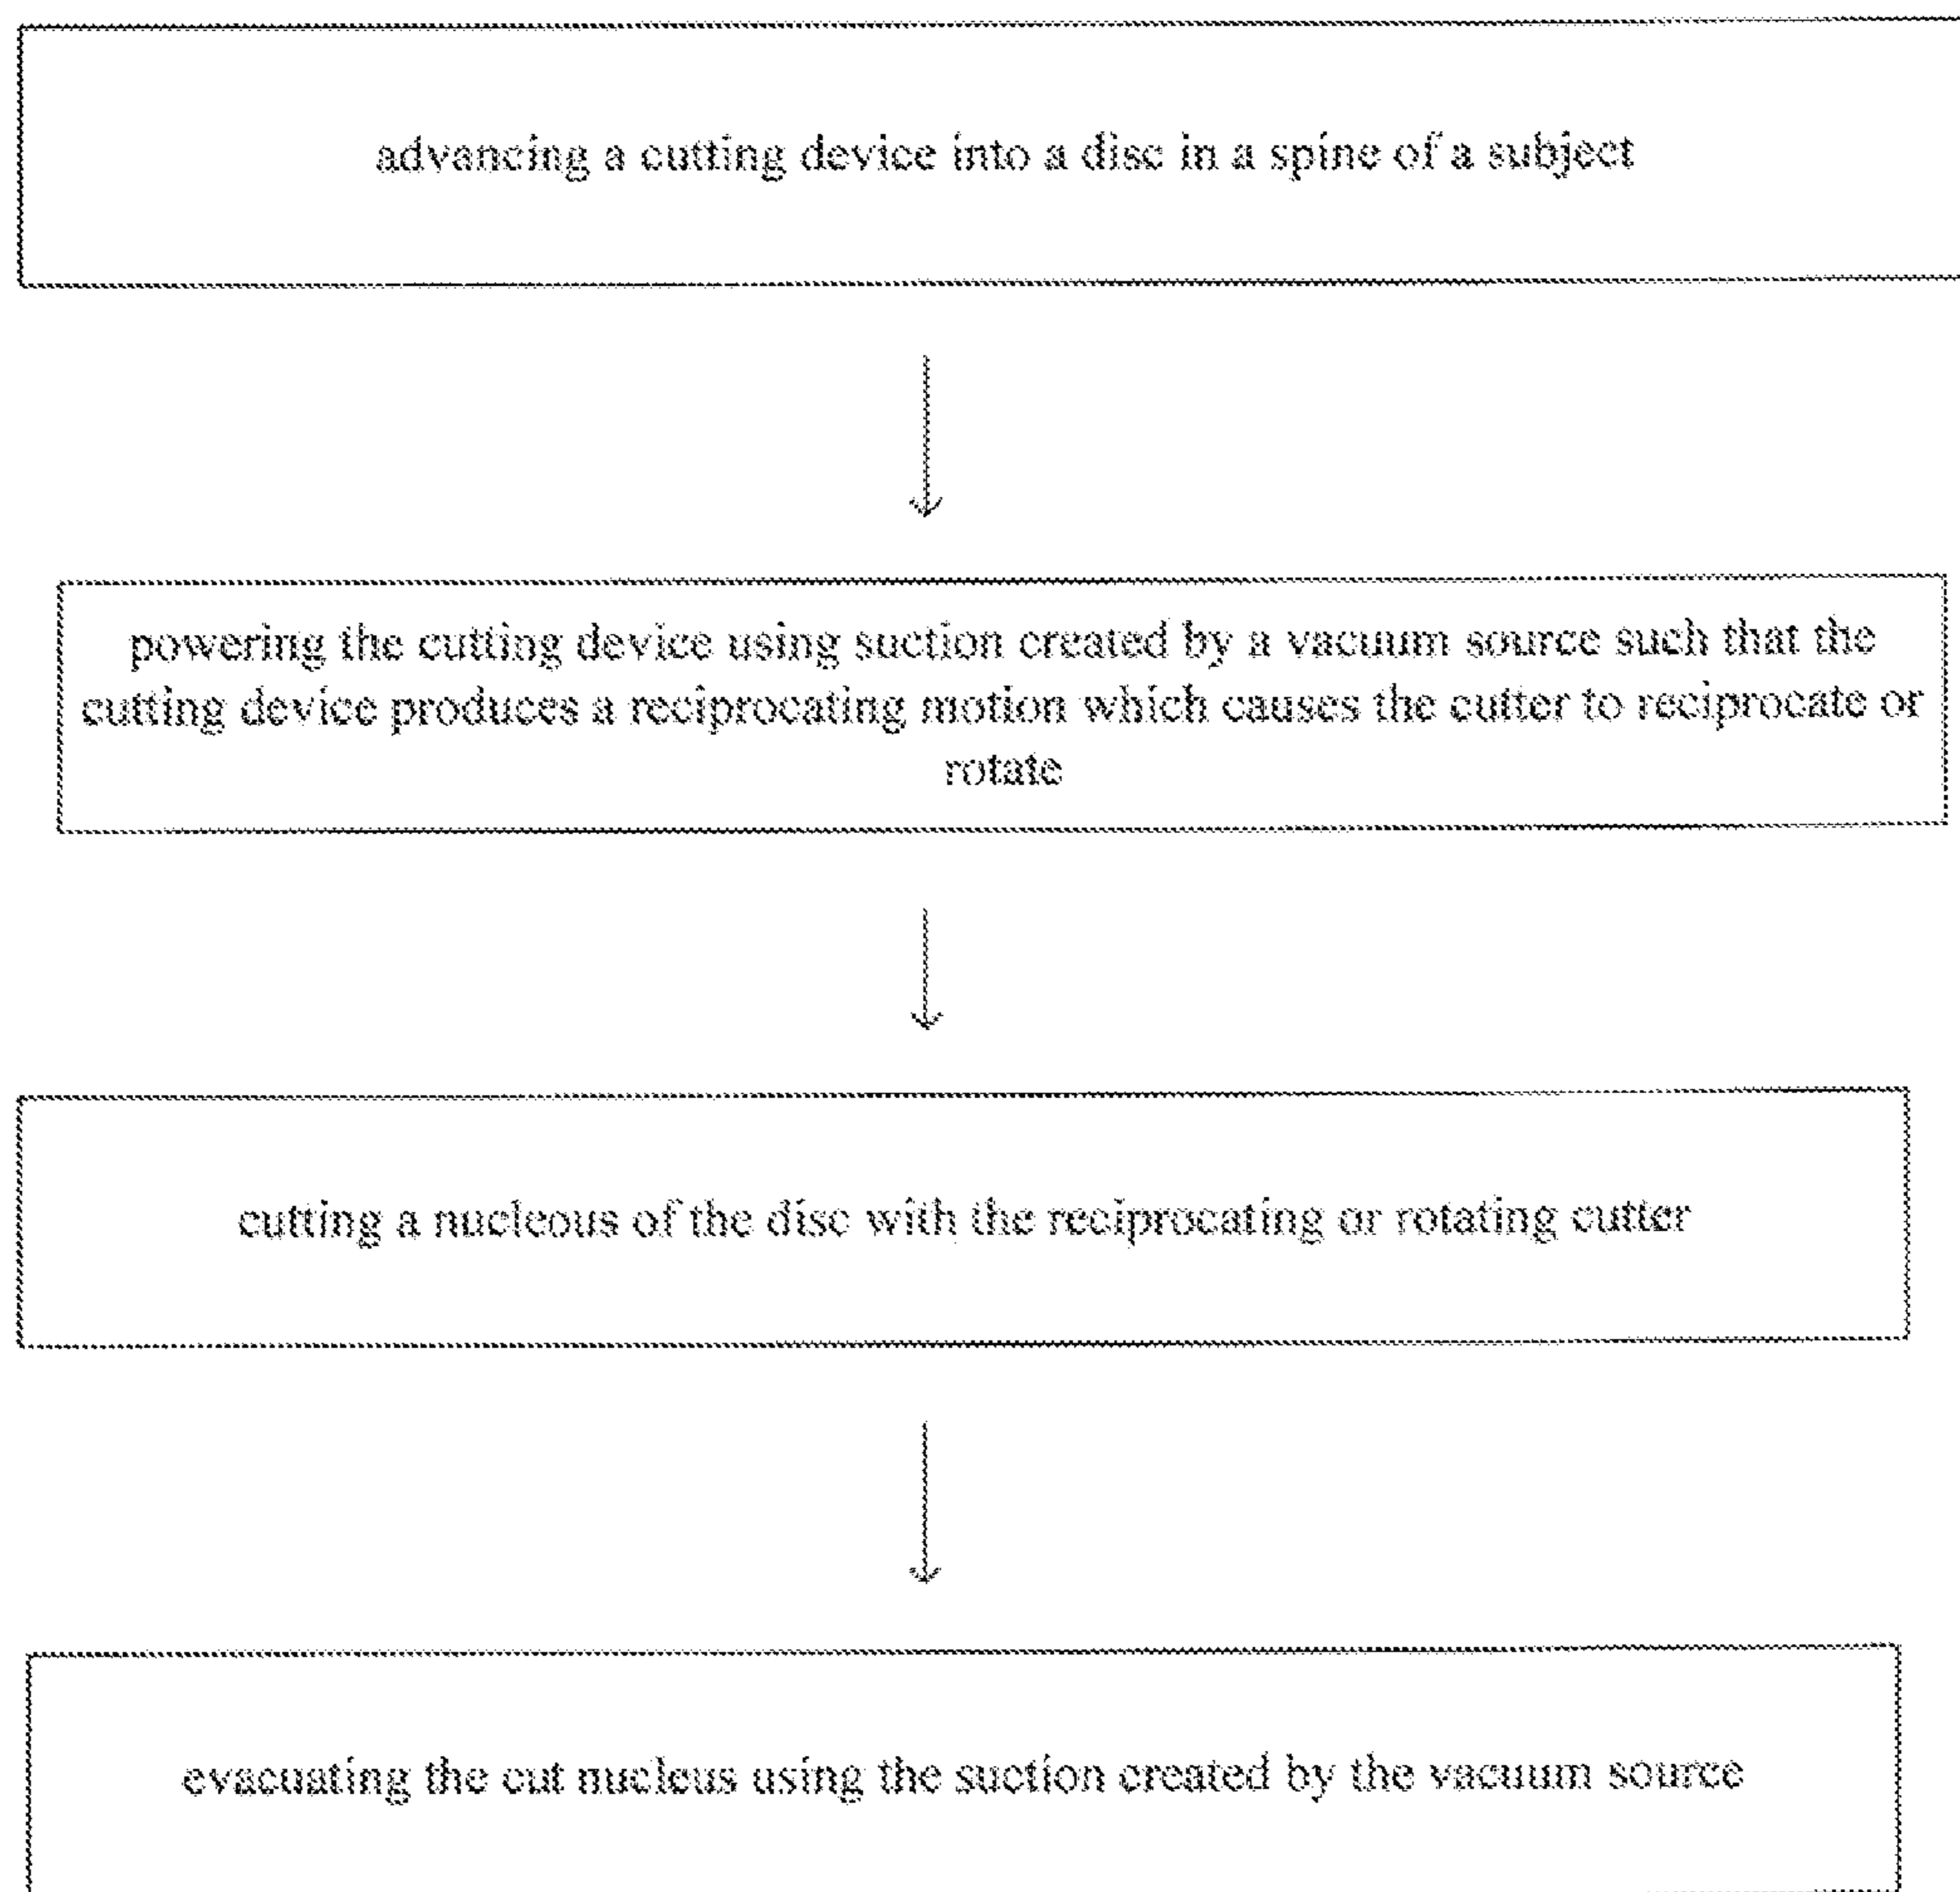 advancing a cutting device into a disc in a spine of a subject
powering the cutting device using suction created by a vacuum source such that the
cutting device produces a reciprocating motion which causes the cutter to reciprocate or
rotate
cutting a nucleous of the disc with the reciprocating or rotating cutter
evacuating the cut nucleus using the suction created by the vacuum source